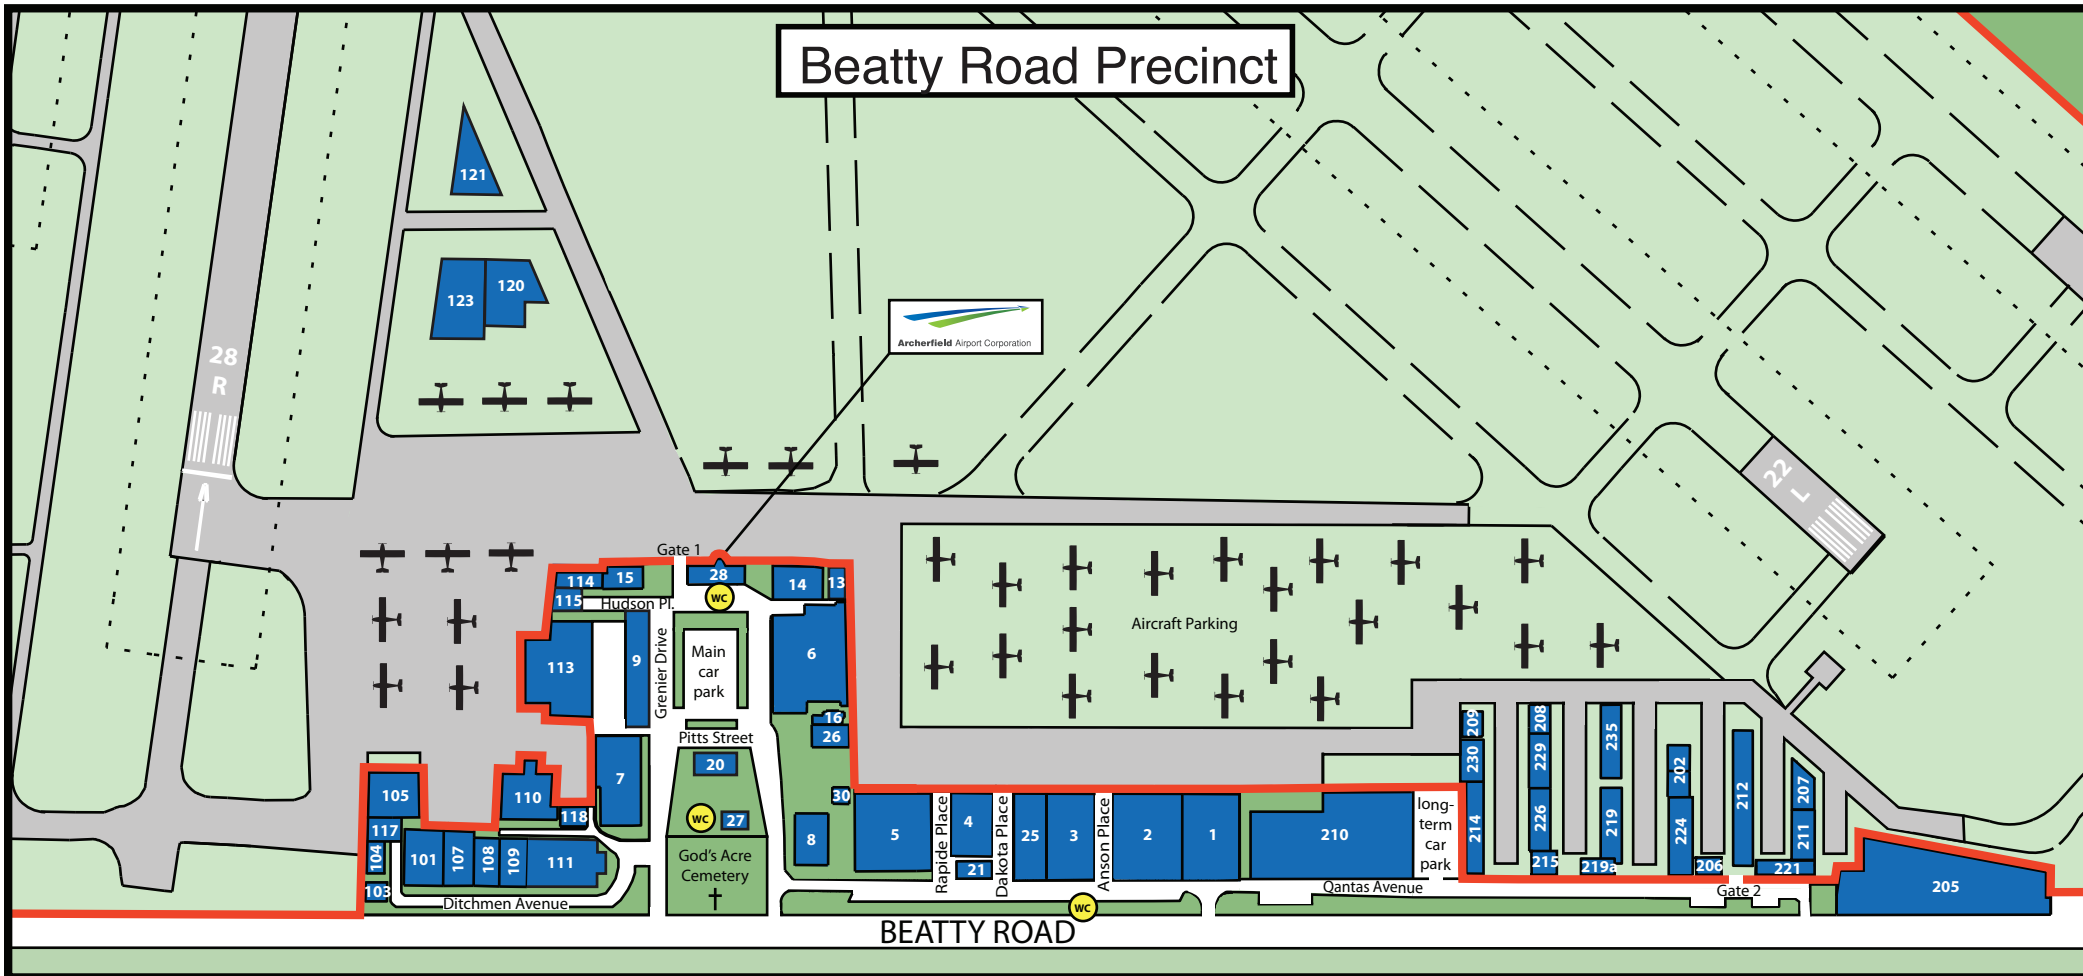 Beatty Road Precinct
121
123
120
28
R
Archerfield Airport Corporation
22
L
Gate 1
114
15
28
14
13
115
Hudson Pl.
WC
113
9
Grenier Drive
Main
car
park
6
Aircraft Parking
16
26
Pitts Street
20
7
WC
27
30
8
105
110
118
117
104
103
101
107
108
109
111
Ditchmen Avenue
God's Acre
Cemetery
5
Rapide Place
4
21
Dakota Place
25
3
Anson Place
2
1
210
long-
term
car
park
Qantas Avenue
WC
209
230
214
208
229
226
215
235
219
219a
202
224
206
212
207
211
221
Gate 2
205
BEATTY ROAD